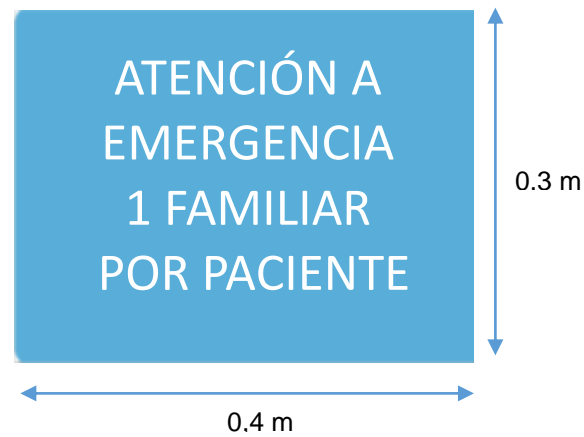 ATENCIÓN A
EMERGENCIA
1 FAMILIAR
POR PACIENTE
0.3 m
0,4 m